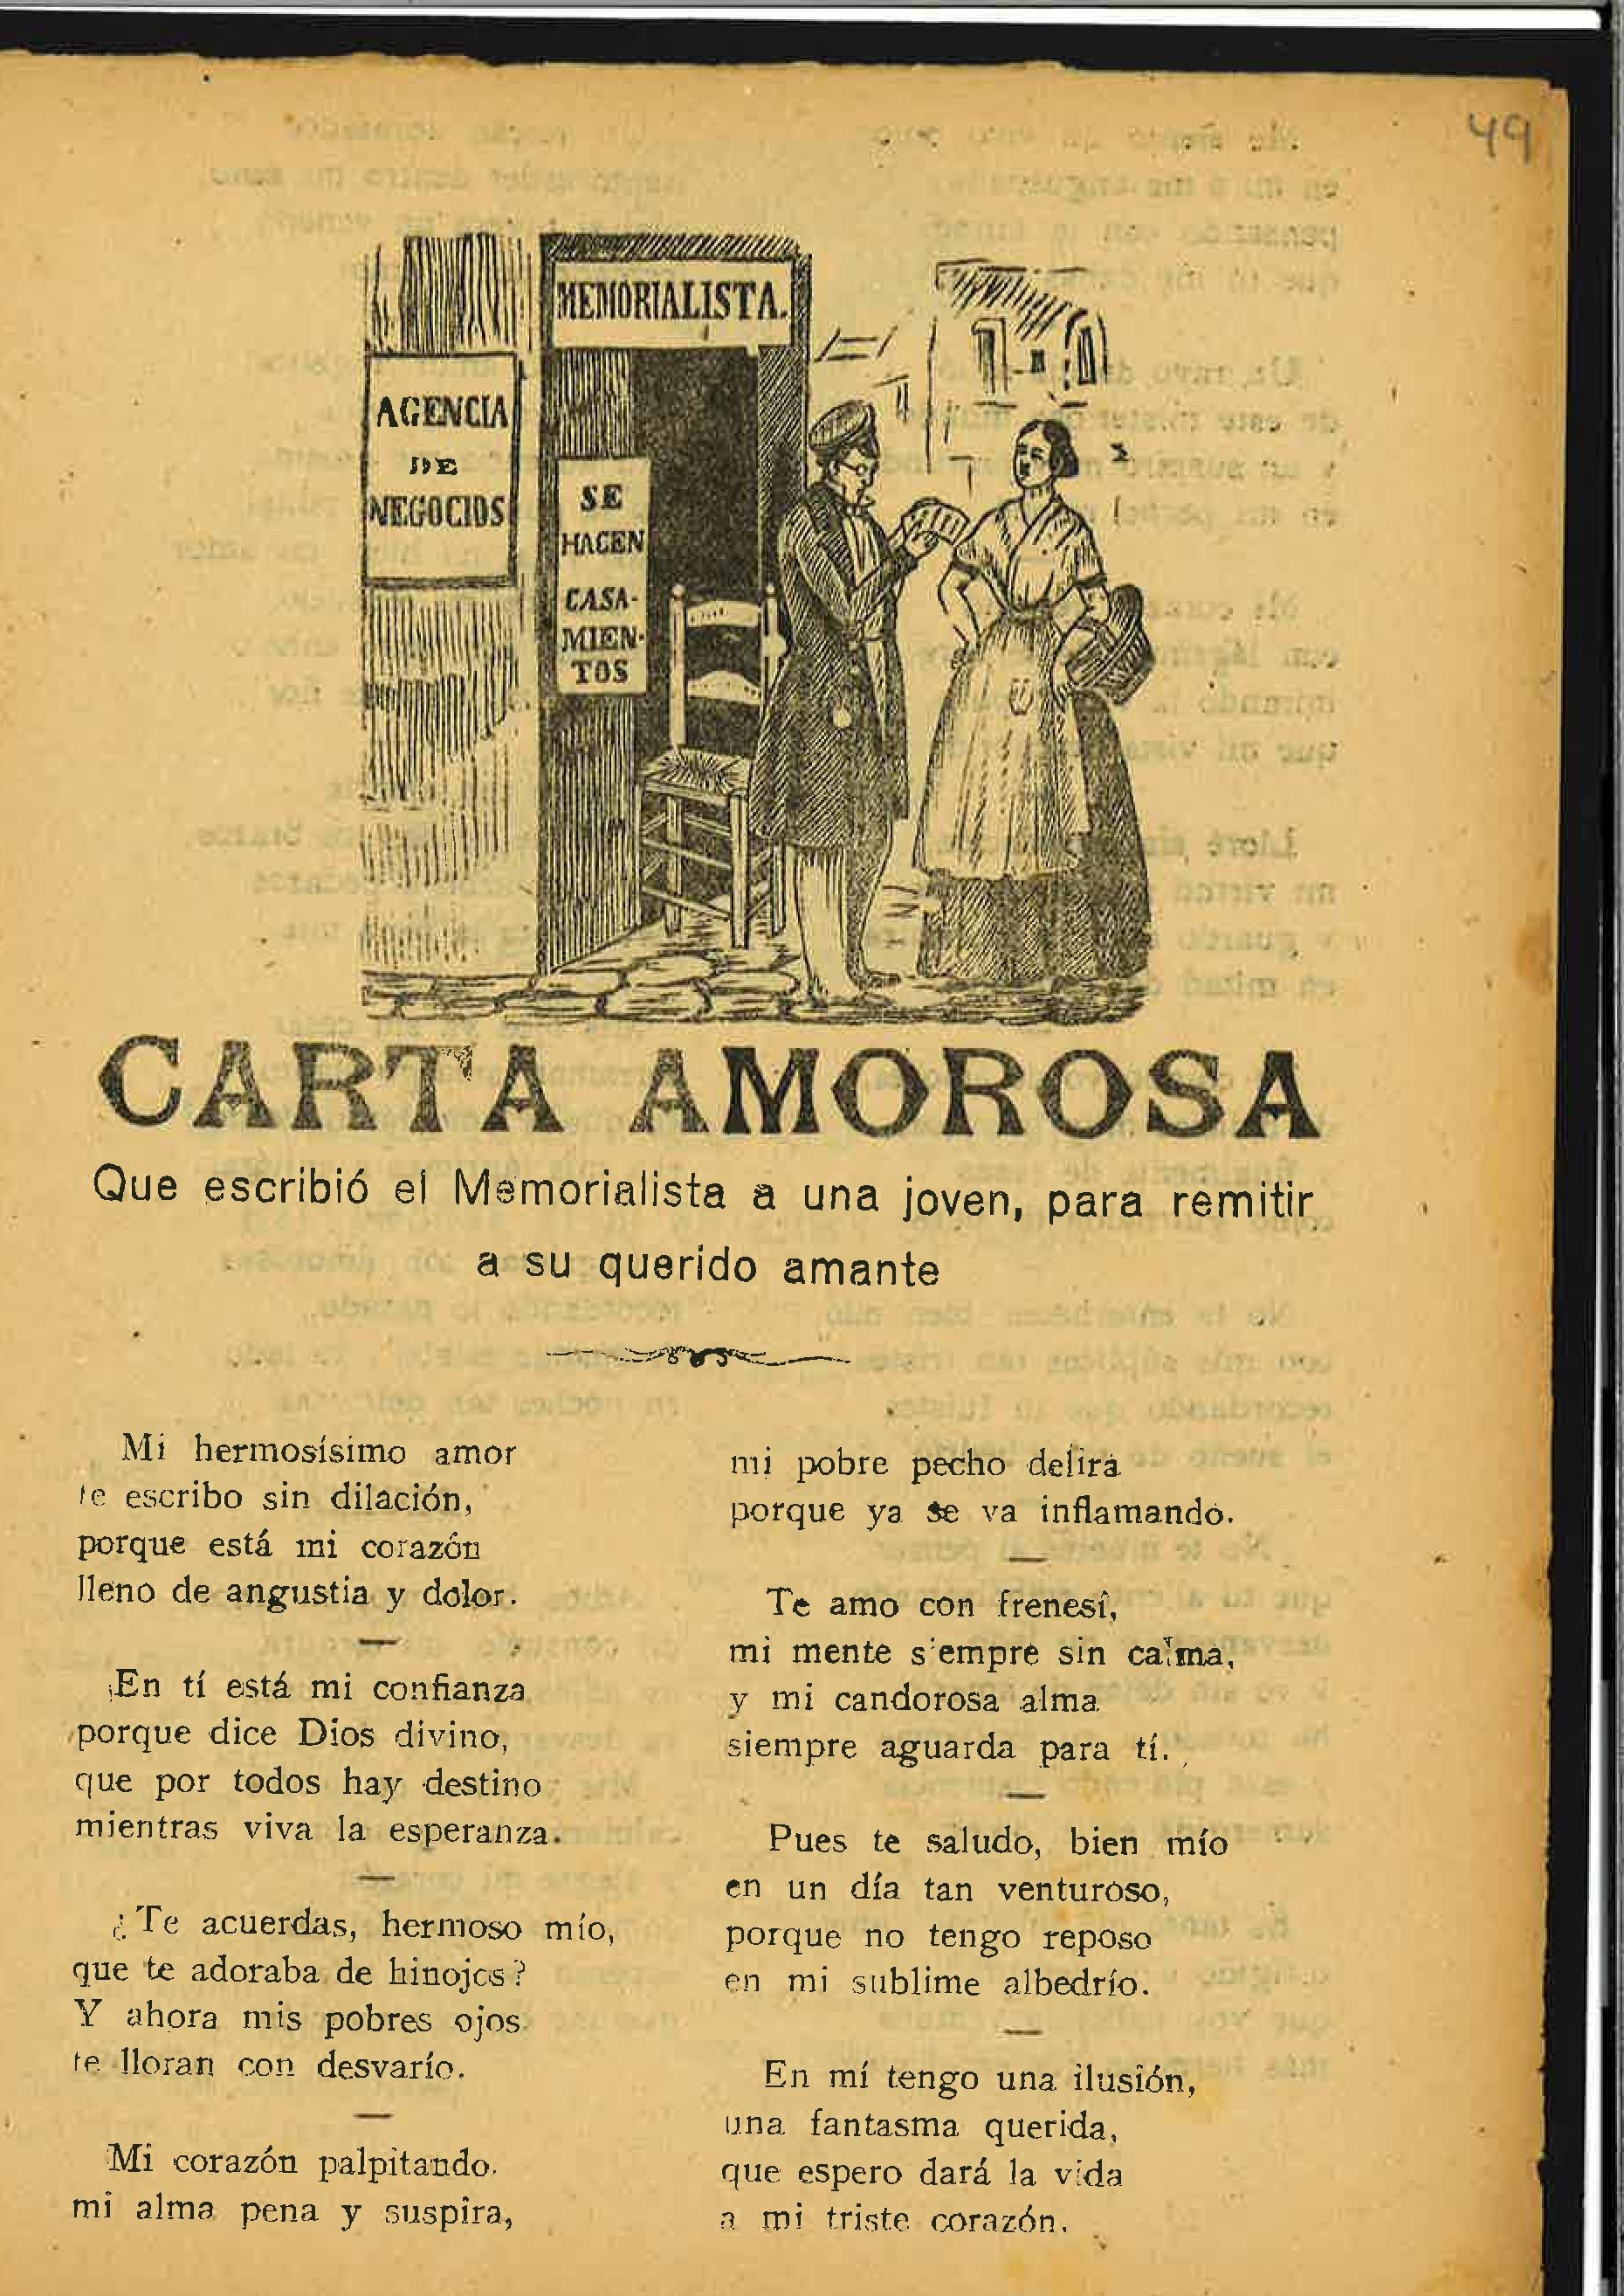 49
MEMORIALISTA.
AGENCIA
DE
NEGOCIOS
SE
HACEN
CASA-
MIEN-
TOS
CARTA AMOROSA
Que escribió el Memorialista a una joven, para remitir
a su querido amante
Mi hermosísimo amor
te escribo sin dilación,
porque está mi corazón
lleno de angustia y dolor.
En tí está mi confianza
porque dice Dios divino,
que por todos hay destino
mientras viva la esperanza.
¿Te acuerdas, hermoso mío,
que te adoraba de hinojos?
Y ahora mis pobres ojos
te lloran con desvarío.
Mi corazón palpitando.
mi alma pena y suspira,
mi pobre pecho delira
porque ya se va inflamando.
Te amo con frenesí,
mi mente siempre sin calma,
y mi candorosa alma
siempre aguarda para tí.
Pues te saludo, bien mío
en un día tan venturoso,
porque no tengo reposo
en mi sublime albedrío.
En mí tengo una ilusión,
una fantasma querida,
que espero dará la vida
a mi triste corazón.